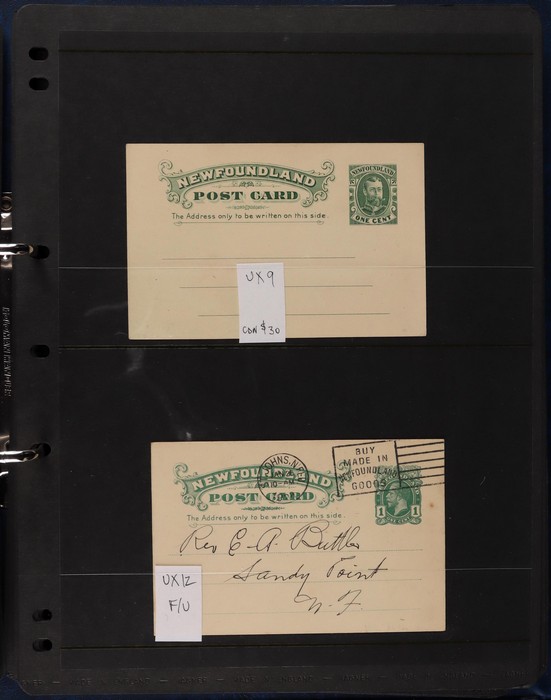 NEWFOUNDLAND
POST CARD
The Address only to be written on this side.
NEWFOUNDLAND
ONE CENT
UX9
CDN $30
NEWFOUNDLAND
POST CARD
The Address only to be written on this side.
BUY
MADE IN
NEWFOUNDLAND
GOODS
1 1
ONE CENT
Rev E. A. Butler
Sandy Point
N. F.
UX12
F/U